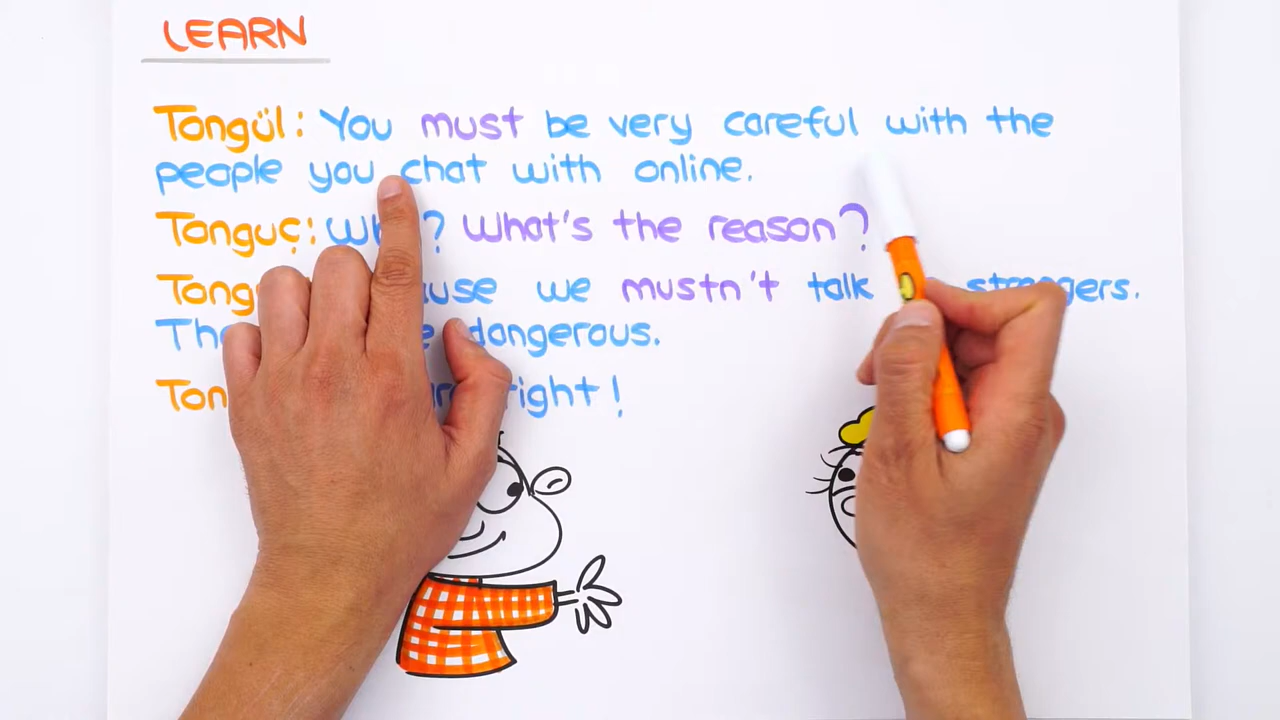 LEARN
Tongül: You must be very careful with the
people you chat with online.
Tonguç: What's the reason?
we mustn't talk strangers.
dangerous.
right!